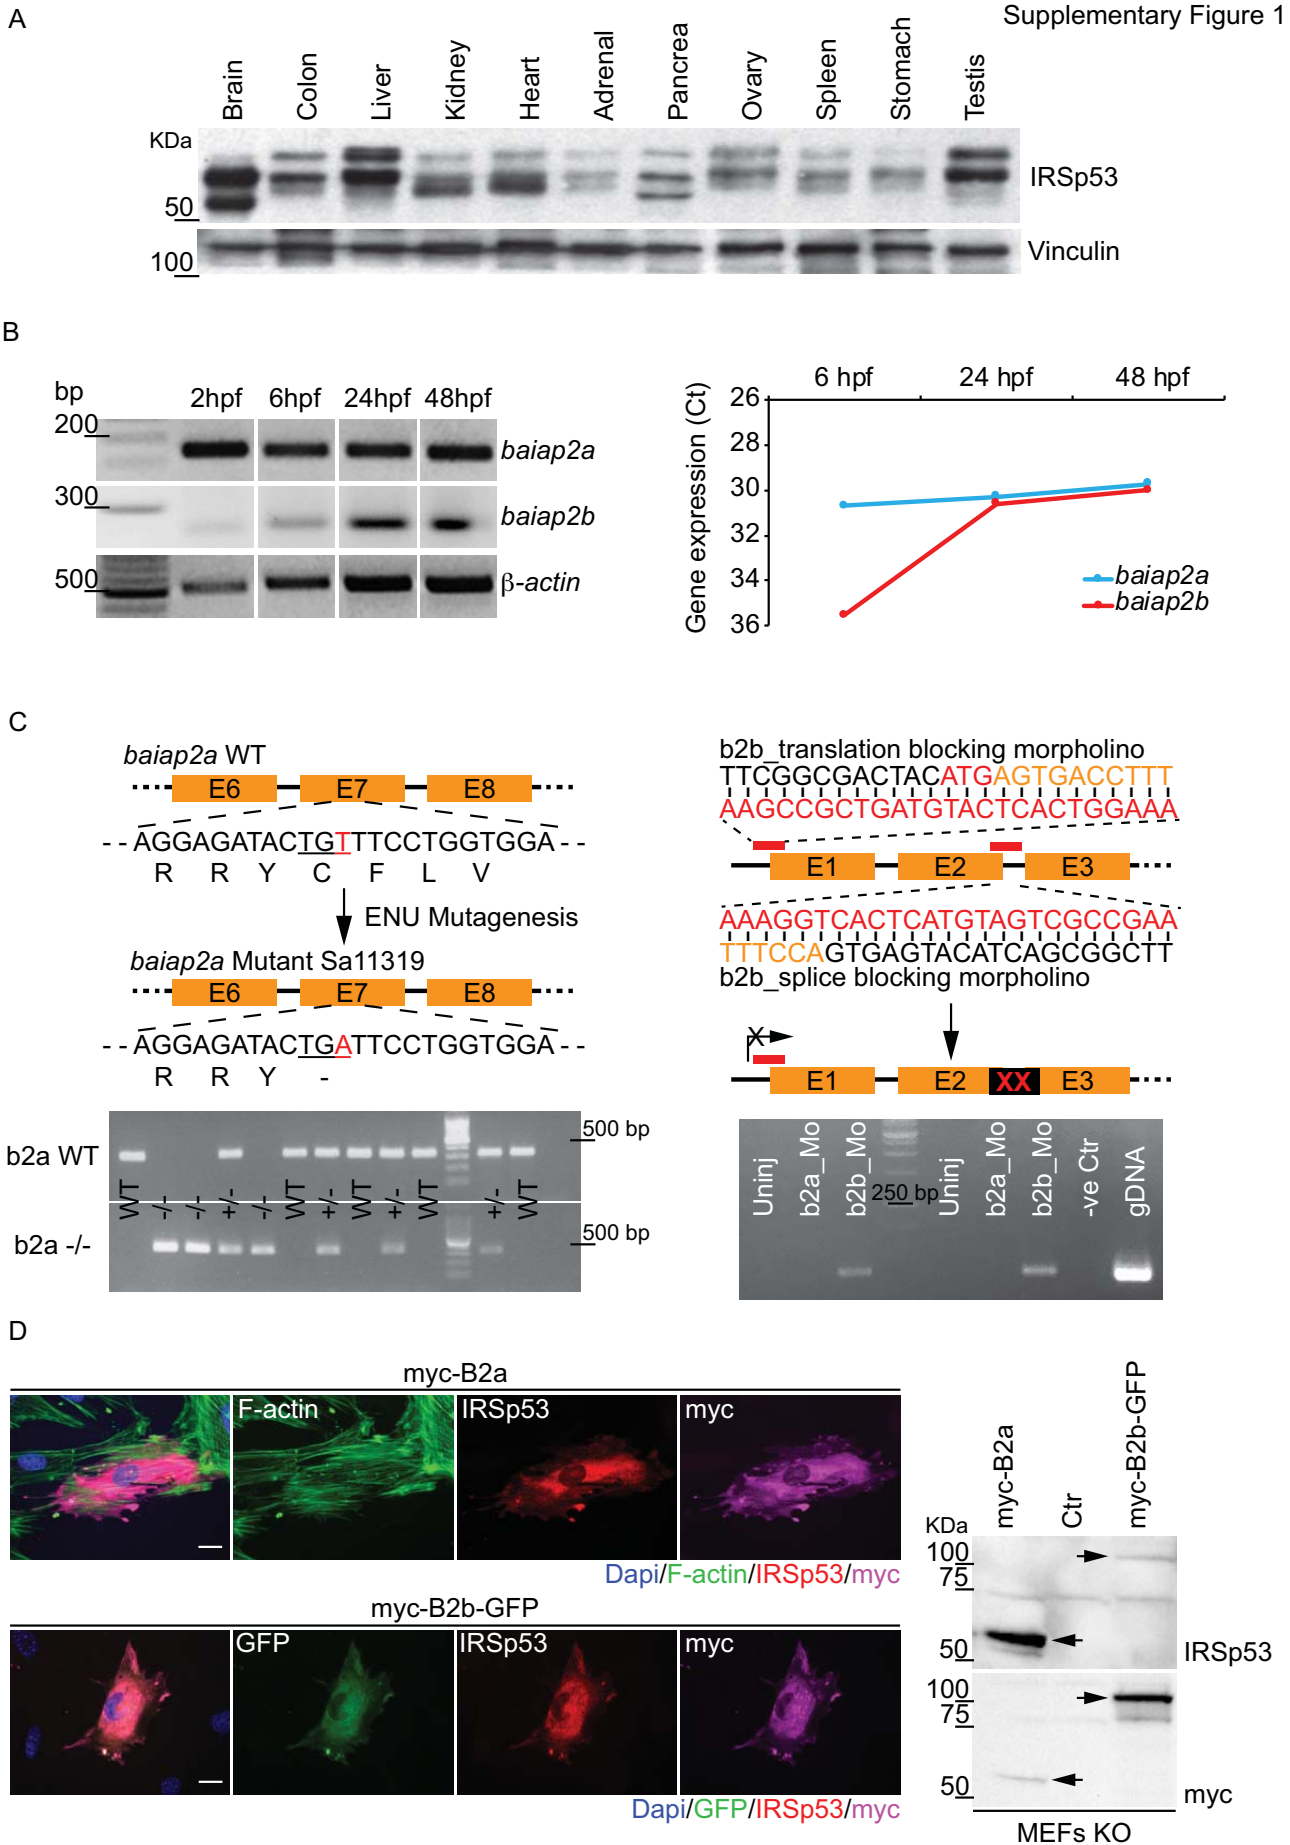 Supplementary Figure 1
A
Brain
Colon
Liver
Kidney
Heart
Adrenal
Pancrea
Ovary
Spleen
Stomach
Testis
KDa
50
IRSp53
100
Vinculin
B
bp
2hpf 6hpf 24hpf 48hpf
200
baiap2a
300
baiap2b
500
β-actin
6 hpf 24 hpf 48 hpf
Gene expression (Ct)
26
28
30
32
34
36
baiap2a
baiap2b
C
baiap2a WT
E6 E7 E8
--AGGAGATACTGTTTCCTGGTGGA--
R R Y C F L V
ENU Mutagenesis
baiap2a Mutant Sa11319
E6 E7 E8
--AGGAGATACTGATTCCTGGTGGA--
R R Y -
b2a WT
500 bp
WT -/- -/- +/- -/- WT +/- WT +/- WT +/- WT
b2a -/-
500 bp
b2b_translation blocking morpholino
TTCGGCGACTACATGAGTGACCTTT
AAGCCGCTGATGTACTCACTGGAAA
E1 E2 E3
AAAGGTCACTCATGTAGTCGCCGAA
TTTCCAGTGAGTACATCAGCGGCTT
b2b_splice blocking morpholino
X
E1 E2 XX E3
Uninj
b2a_Mo
b2b_Mo
250 bp
Uninj
b2a_Mo
b2b_Mo
-ve Ctr
gDNA
D
myc-B2a
F-actin IRSp53 myc
Dapi/F-actin/IRSp53/myc
myc-B2b-GFP
GFP IRSp53 myc
Dapi/GFP/IRSp53/myc
myc-B2a
Ctr
myc-B2b-GFP
KDa
100
75
50
IRSp53
100
75
50
myc
MEFs KO